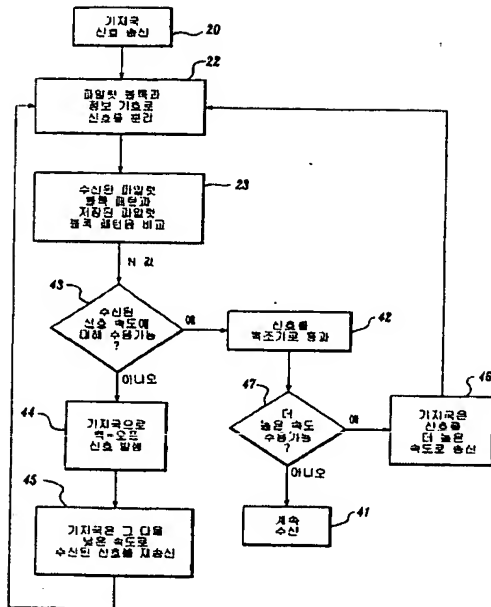 기지국
신호 송신
20
22
파일럿 블록과
정보 기호로
신호를 분리
23
수신된 파일럿
블록 패턴과
저장된 파일럿
블록 패턴을 비교
N 값
43
수신된
신호 속도에
대해 수용가능
?
예
42
신호를
복조기로 통과
아니오
47
더
높은 속도
수용가능
?
예
46
기지국은
신호를
더 높은
속도로 송신
44
기지국으로
백-오프
신호 발생
아니오
45
기지국은 그 다음
낮은 속도로
수신된 신호를 재송신
계속
수신
41